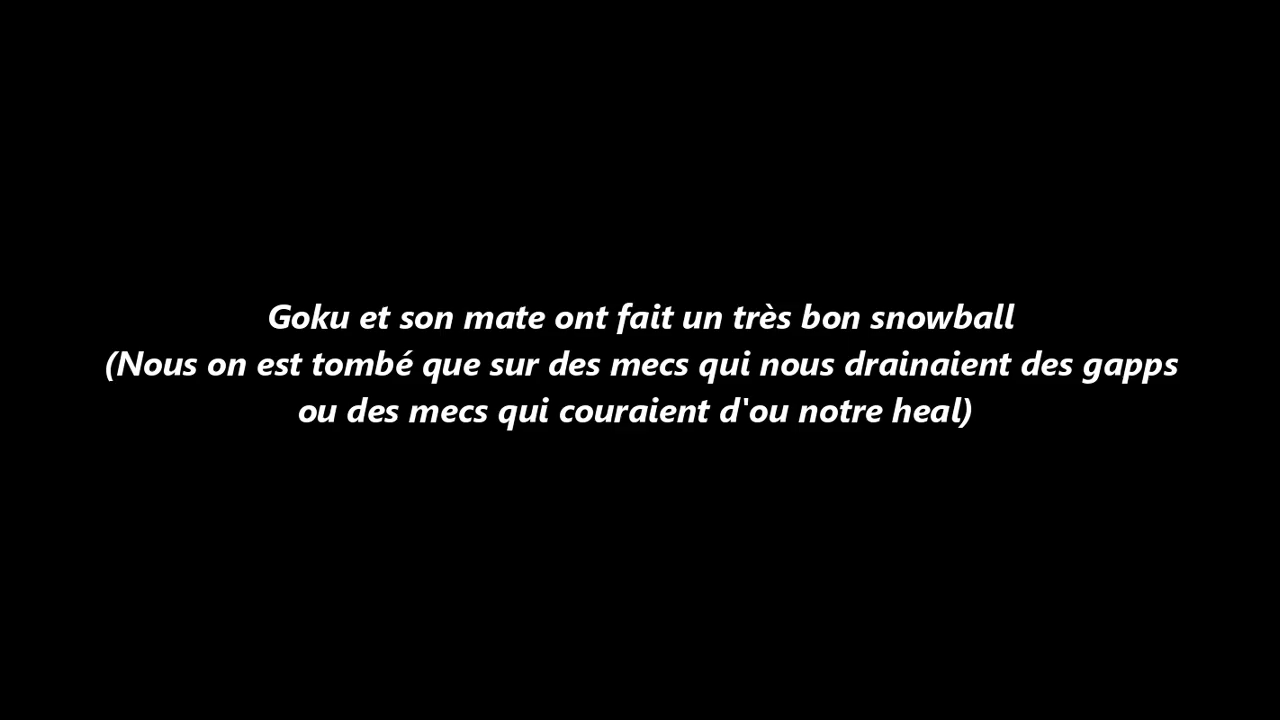 Goku et son mate ont fait un très bon snowball
(Nous on est tombé que sur des mecs qui nous drainaient des gapps
ou des mecs qui couraient d'ou notre heal)